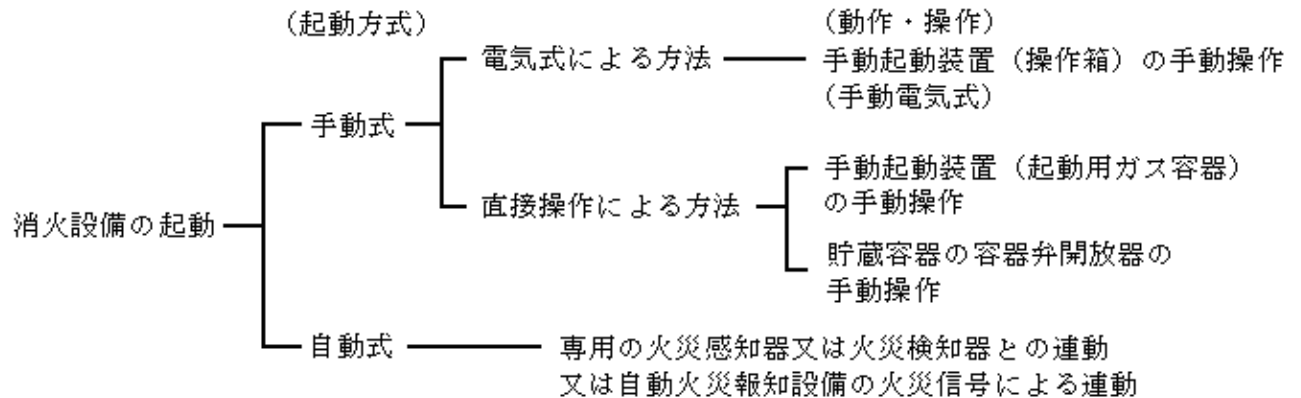 (起動方式)
(動作・操作)
電気式による方法
手動起動装置(操作箱)の手動操作
(手動電気式)
手動式
手動起動装置(起動用ガス容器)
の手動操作
直接操作による方法
消火設備の起動
貯蔵容器の容器弁開放器の
手動操作
自動式
専用の火災感知器又は火災検知器との連動
又は自動火災報知設備の火災信号による連動